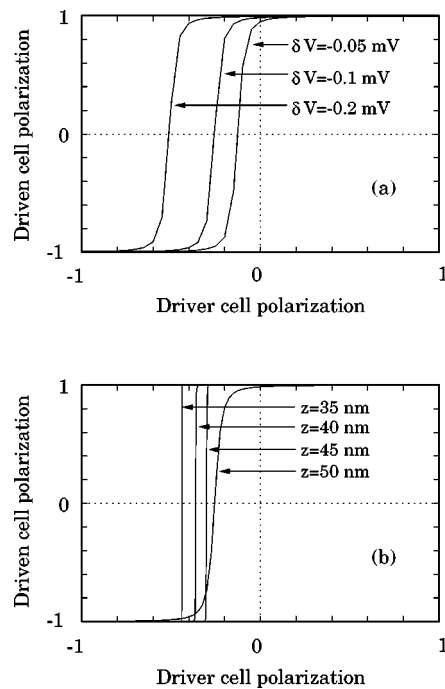 1
δ V=-0.05 mV
δ V=-0.1 mV
δ V=-0.2 mV
0
Driven cell polarization
(a)
-1
-1 0 1
Driver cell polarization
1
z=35 nm
z=40 nm
z=45 nm
z=50 nm
0
Driven cell polarization
(b)
-1
-1 0 1
Driver cell polarization